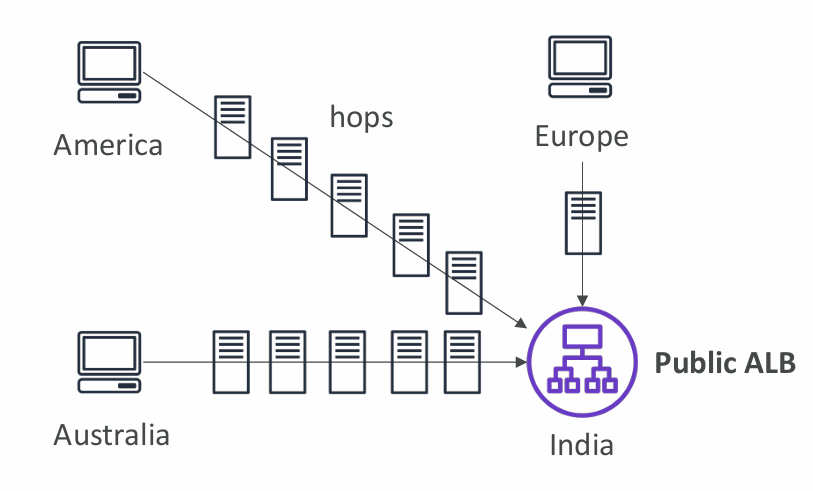 America
hops
Europe
Public ALB
Australia
India